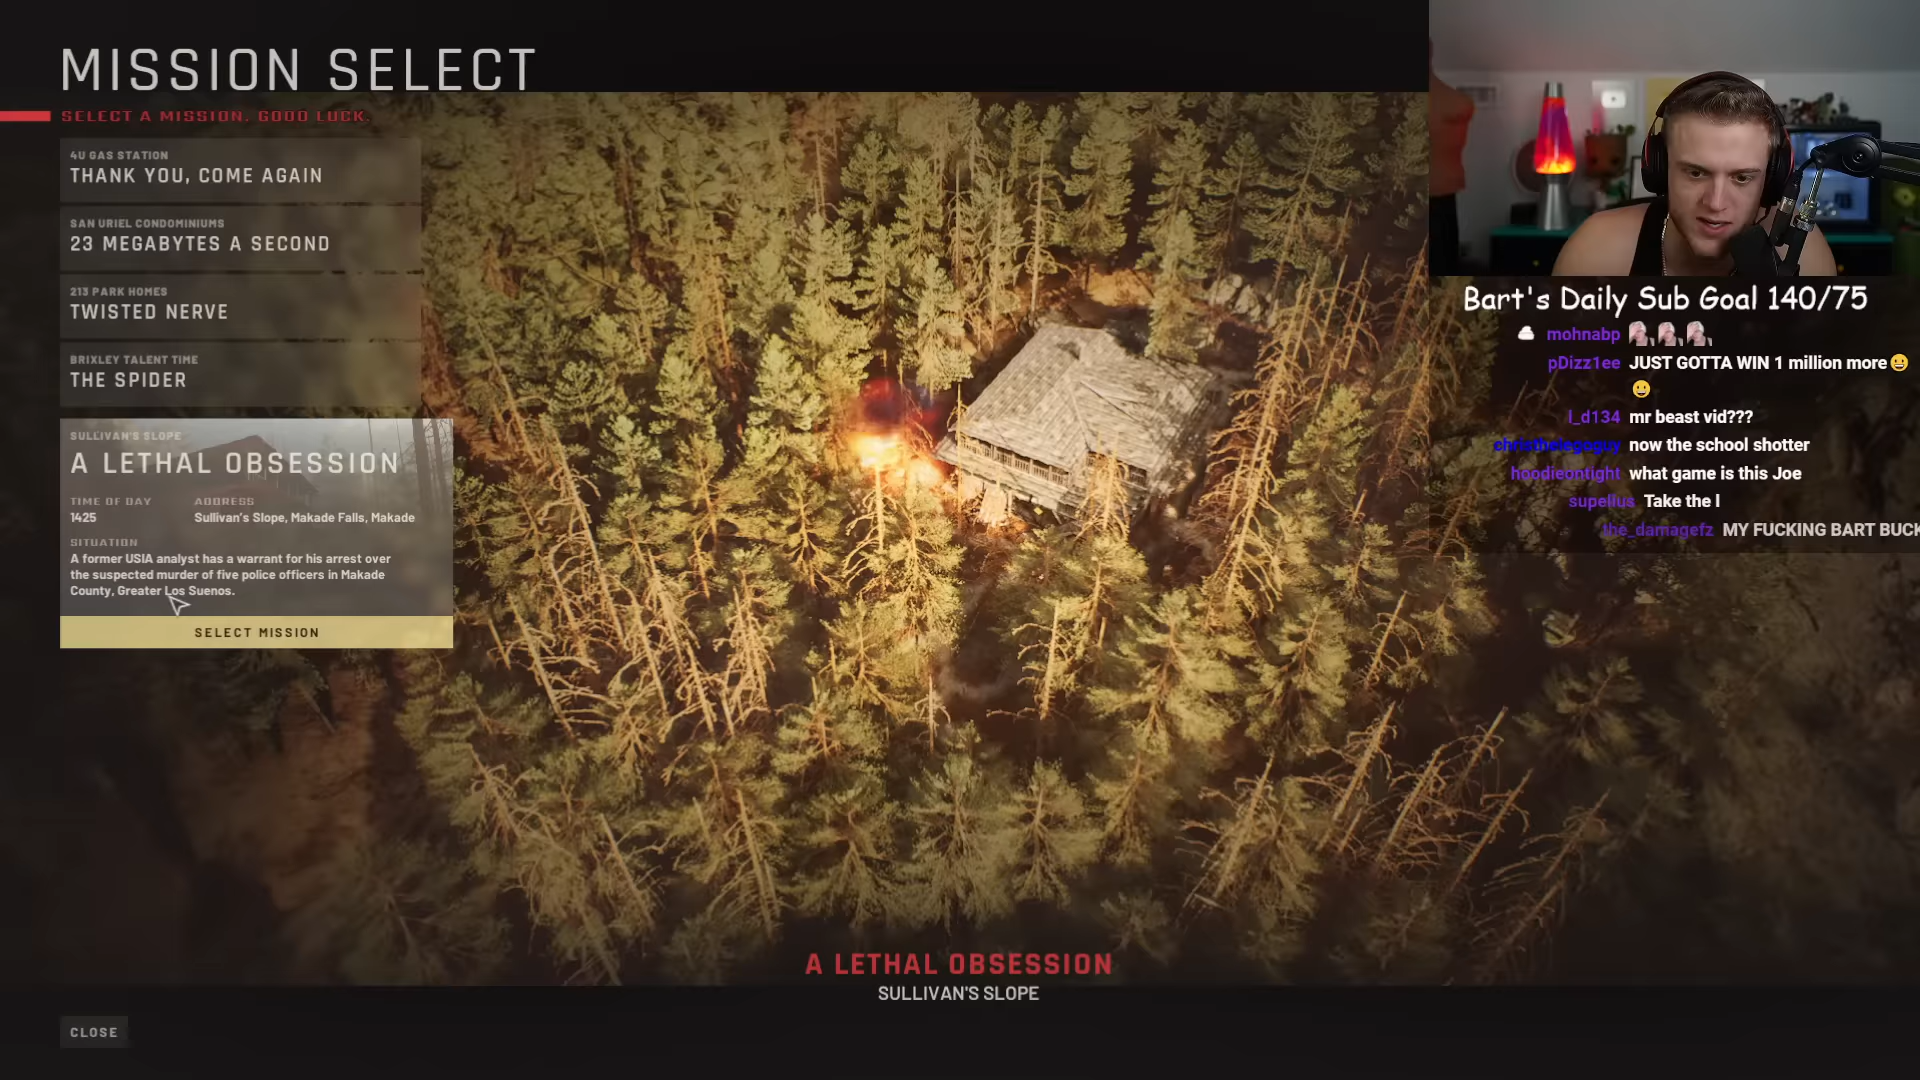 MISSION SELECT
SELECT A MISSION. GOOD LUCK.
4U GAS STATION
THANK YOU, COME AGAIN
SAN URIEL CONDOMINIUMS
23 MEGABYTES A SECOND
213 PARK HOMES
TWISTED NERVE
BRIXLEY TALENT TIME
THE SPIDER
SULLIVAN'S SLOPE
A LETHAL OBSESSION
TIME OF DAY
1425
ADDRESS
Sullivan's Slope, Makade Falls, Makade
SITUATION
A former USIA analyst has a warrant for his arrest over
the suspected murder of five police officers in Makade
County, Greater Los Suenos.
SELECT MISSION
A LETHAL OBSESSION
SULLIVAN'S SLOPE
CLOSE
Bart's Daily Sub Goal 140/75
mohnabp
pDizz1ee JUST GOTTA WIN 1 million more😀
😀
l_d134 mr beast vid???
christhelegoguy now the school shotter
hoodieontight what game is this Joe
supellus Take the l
the_damagefz MY FUCKING BART BUCK